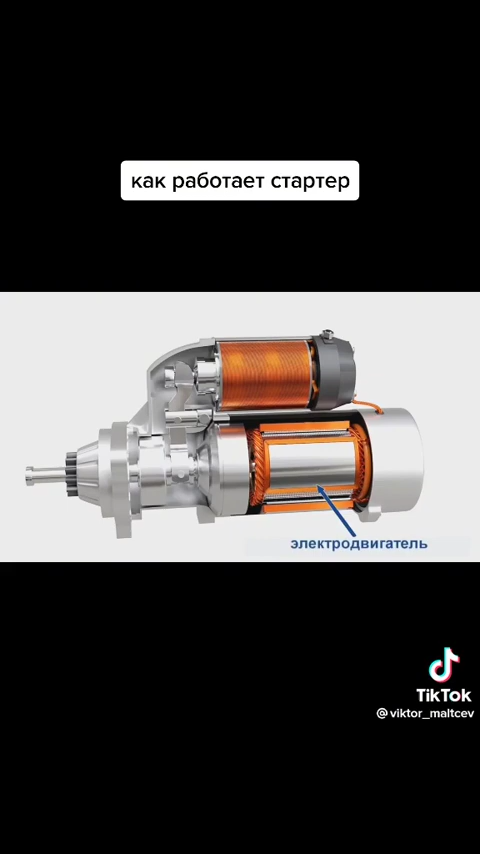 как работает стартер
электродвигатель
TikTok
@viktor_maltcev